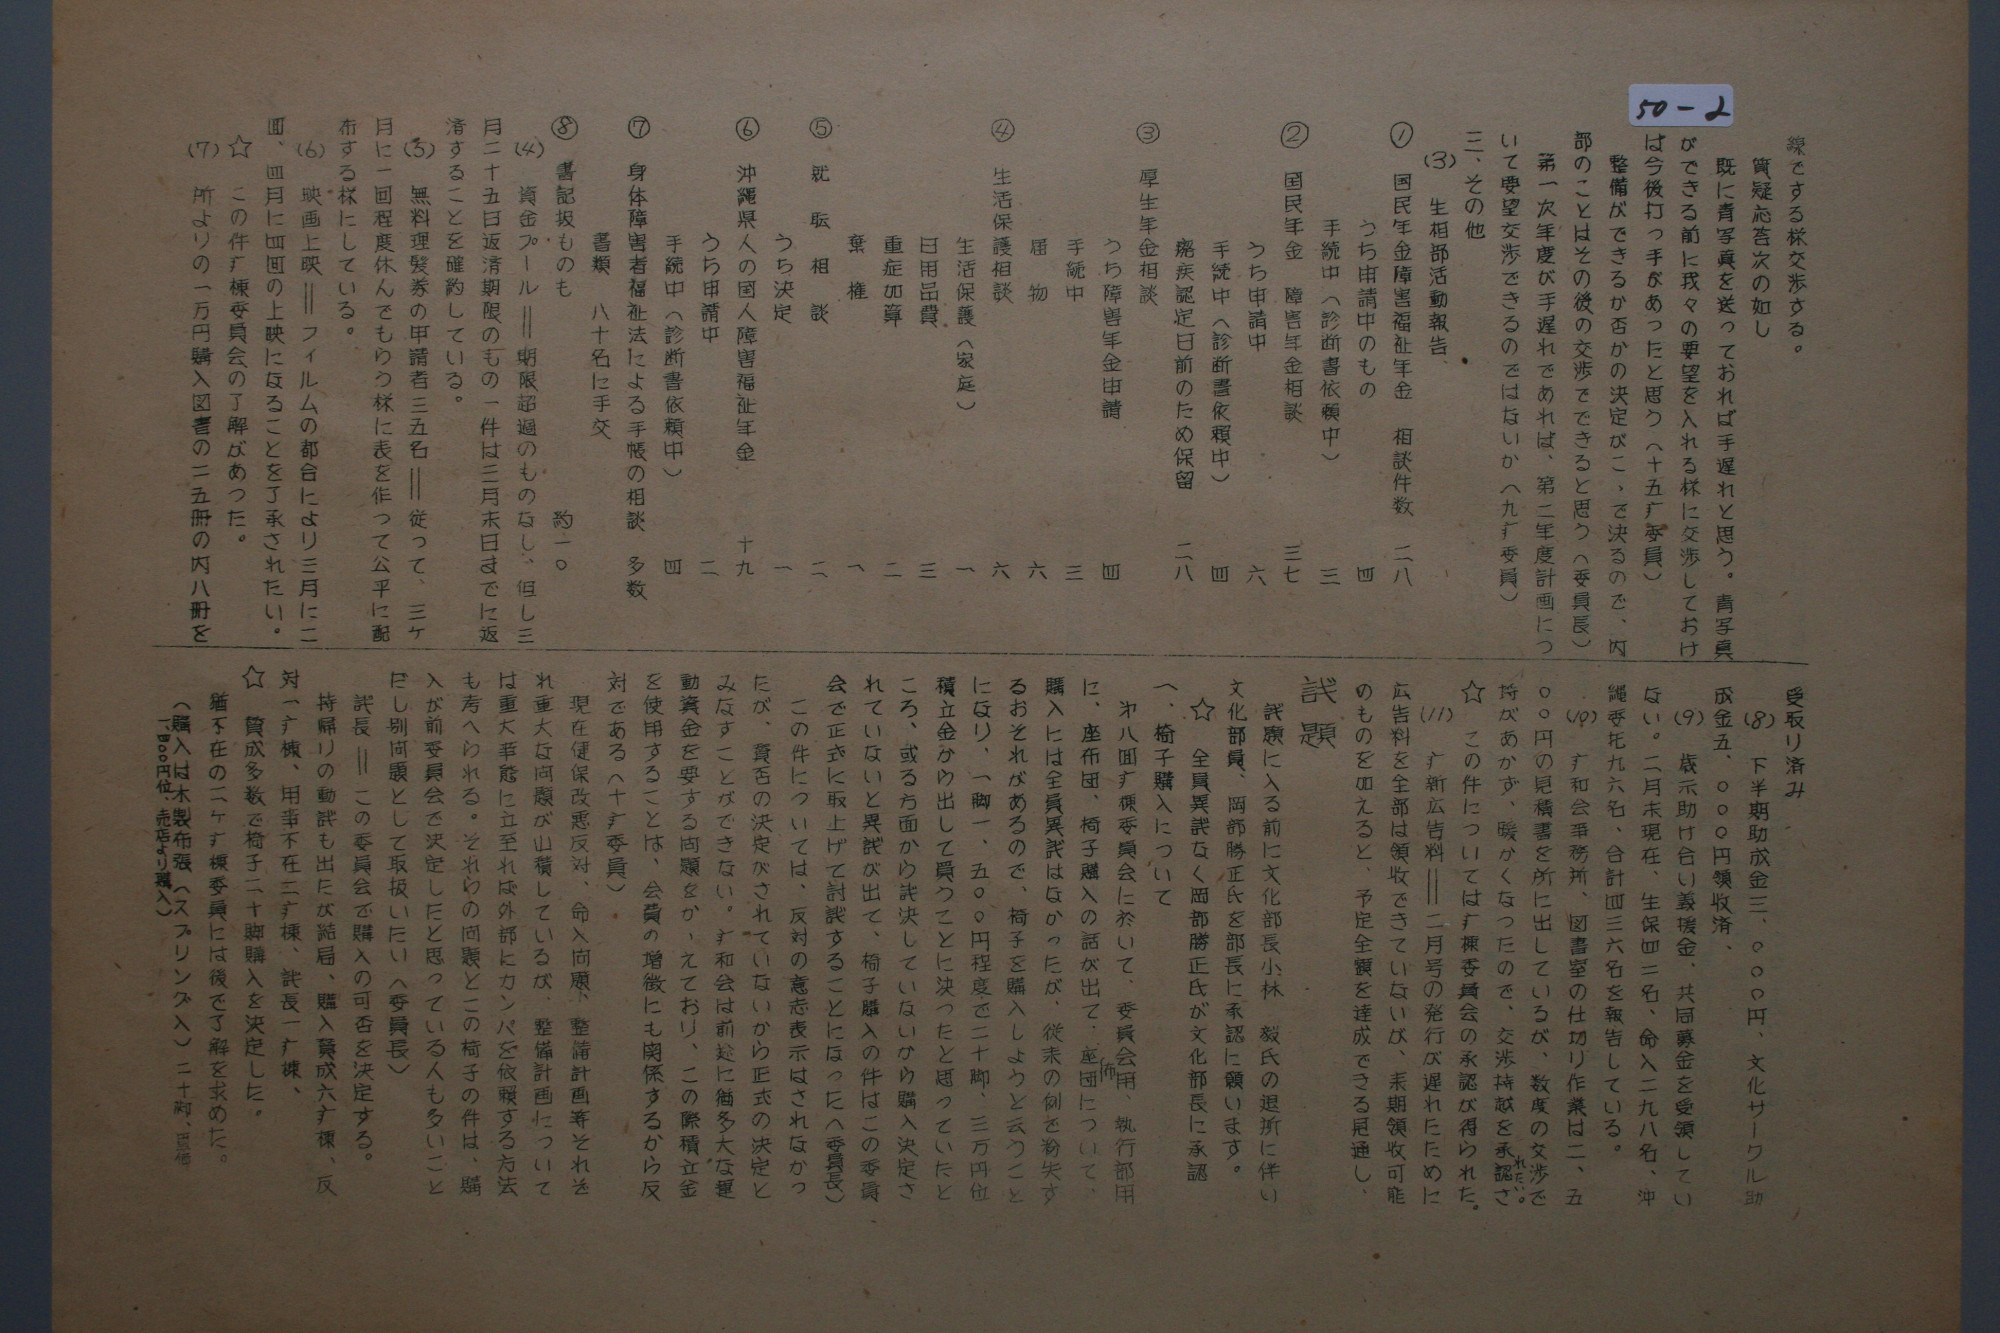 50-2
線でする様交渉する。
質疑応答次の如し
既に青写真を送っておれば手遅れと思う。青写真
ができる前に我々の要望を入れる様に交渉しておけ
は今後打つ手があったと思う（十五疒委員）
整備ができるか否かの決定がこゝで決るので、内
部のことはその後の交渉でできると思う（委員長）
第一次年度が手遅れであれば、第二年度計画につ
いて要望交渉できるのではないか（九疒委員）
三、その他
(3) 生相部活動報告
① 国民年金障害福祉年金 相談件数 二八
うち申請中のもの 四
手続中（診断書依頼中） 三
② 国民年金 障害年金相談 三七
うち申請中 六
手続中（診断書依頼中） 四
癈疾認定日前のため保留 二八
③ 厚生年金相談
うち障害年金申請 四
手続中 三
届物 六
④ 生活保護相談 六
生活保護（家庭） 一
日用品費 三
重症加算 二
棄権 一
⑤ 就転相談 二
うち決定 一
⑥ 沖縄県人の国人障害福祉年金 十九
うち申請中 二
手続中（診断書依頼中） 四
⑦ 身体障害者福祉法による手帳の相談 多数
書類 八十名に手交
⑧ 書記扱ものも 約一〇
(4) 資金プール＝期限超過のものなし、但し三
月二十五日返済期限のもの一件は三月末日までに返
済することを確約している。
(5) 無料理髪券の申請者三五名＝従って、三ヶ
月に一回程度休んでもらう様に表を作って公平に配
布する様にしている。
(6) 映画上映＝フィルムの都合により三月に二
回、四月に四回の上映になることを了承されたい。
☆ この件疒棟委員会の了解があった。
(7) 所よりの一万円購入図書の二五冊の内八冊を
受取り済み
(8) 下半期助成金三、〇〇〇円、文化サークル助
成金五、〇〇〇円領收済、
(9) 歳末助け合い義援金、共同募金を受領してい
ない。二月末現在、生保四二名、命入二九八名、沖
縄委托九六名、合計四三六名を報告している。
(10) 疒和会事務所、図書室の仕切り作業は二、五
〇〇円の見積書を所に出しているが、数度の交渉で
埒があかず、暖かくなったので、交渉持越を承認さ
れたい。
☆ この件については疒棟委員会の承認が得られた。
(11) 疒新広告料＝二月号の発行が遅れたために
広告料を全部は領收できていないが、来期領收可能
のものを加えると、予定全額を達成できる見通し、
試題
試題に入る前に文化部長小林 毅氏の退所に伴い
文化部員、岡部勝正氏を部長に承認に願います。
☆ 全員異試なく岡部勝正氏が文化部長に承認
一、椅子購入について
オ八回疒棟委員会に於いて、委員会用、執行部用
に、座布団、椅子購入の話が出て、座布団について、
購入には全員異試はなかったが、従来の例で粉失す
るおそれがあるので、椅子を購入しようと云うこと
になり、一脚一、五〇〇円程度で二十脚、三万円位
積立金から出して買うてことに決ったと思っていたと
ころ、或る方面から試決していないから購入決定さ
れていないと異試が出て、椅子購入の件はこの委員
会で正式に取上げて討試することになった（委員長）
この件については、反対の意志表示はされなかっ
たが、賛否の決定がされていないから正式の決定と
みなすことができない。疒和会は前途に猶多大な運
動資金を要する問題をかゝえており、この際積立金
を使用することは、会費の増徴にも関係するから反
対である（十疒委員）
現在健保改悪反対、命入問題、整備計画等それぞ
れ重大な問題が山積しているが、整備計画について
は重大事態に立至れば外部にカンパを依頼する方法
も考へられる。それらの問題とこの椅子の件は、購
入が前委員会で決定したと思っている人も多いこと
だし別問題として取扱いたい（委員長）
試長＝この委員会で購入の可否を決定する。
持帰りの動試も出たが結局、購入賛成六疒棟、反
対一疒棟、用事不在二疒棟、試長一疒棟、
☆ 賛成多数で椅子二十脚購入を決定した。
猶不在の二ヶ疒棟委員には後で了解を求めた。
（購入は木製布張（スプリング入）二十脚、単価
一、四〇〇円位、売店より購入）